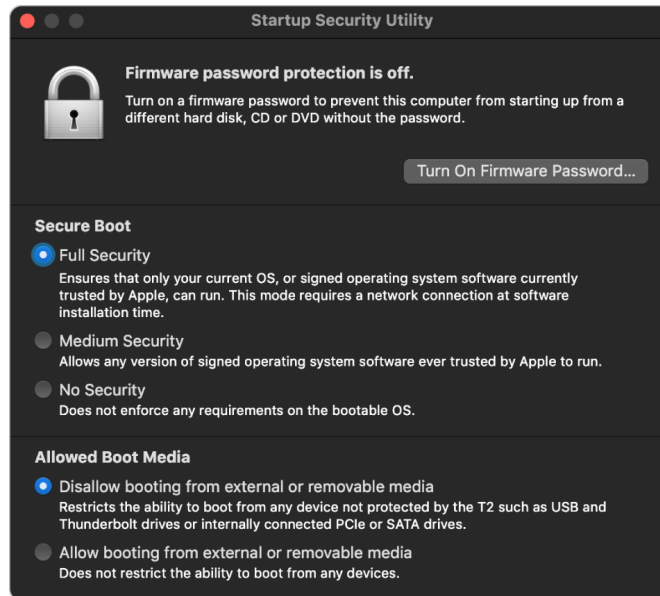 Startup Security Utility
Firmware password protection is off.
Turn on a firmware password to prevent this computer from starting up from a
different hard disk, CD or DVD without the password.
Turn On Firmware Password...
Secure Boot
Full Security
Ensures that only your current OS, or signed operating system software currently
trusted by Apple, can run. This mode requires a network connection at software
installation time.
Medium Security
Allows any version of signed operating system software ever trusted by Apple to run.
No Security
Does not enforce any requirements on the bootable OS.
Allowed Boot Media
Disallow booting from external or removable media
Restricts the ability to boot from any device not protected by the T2 such as USB and
Thunderbolt drives or internally connected PCIe or SATA drives.
Allow booting from external or removable media
Does not restrict the ability to boot from any devices.